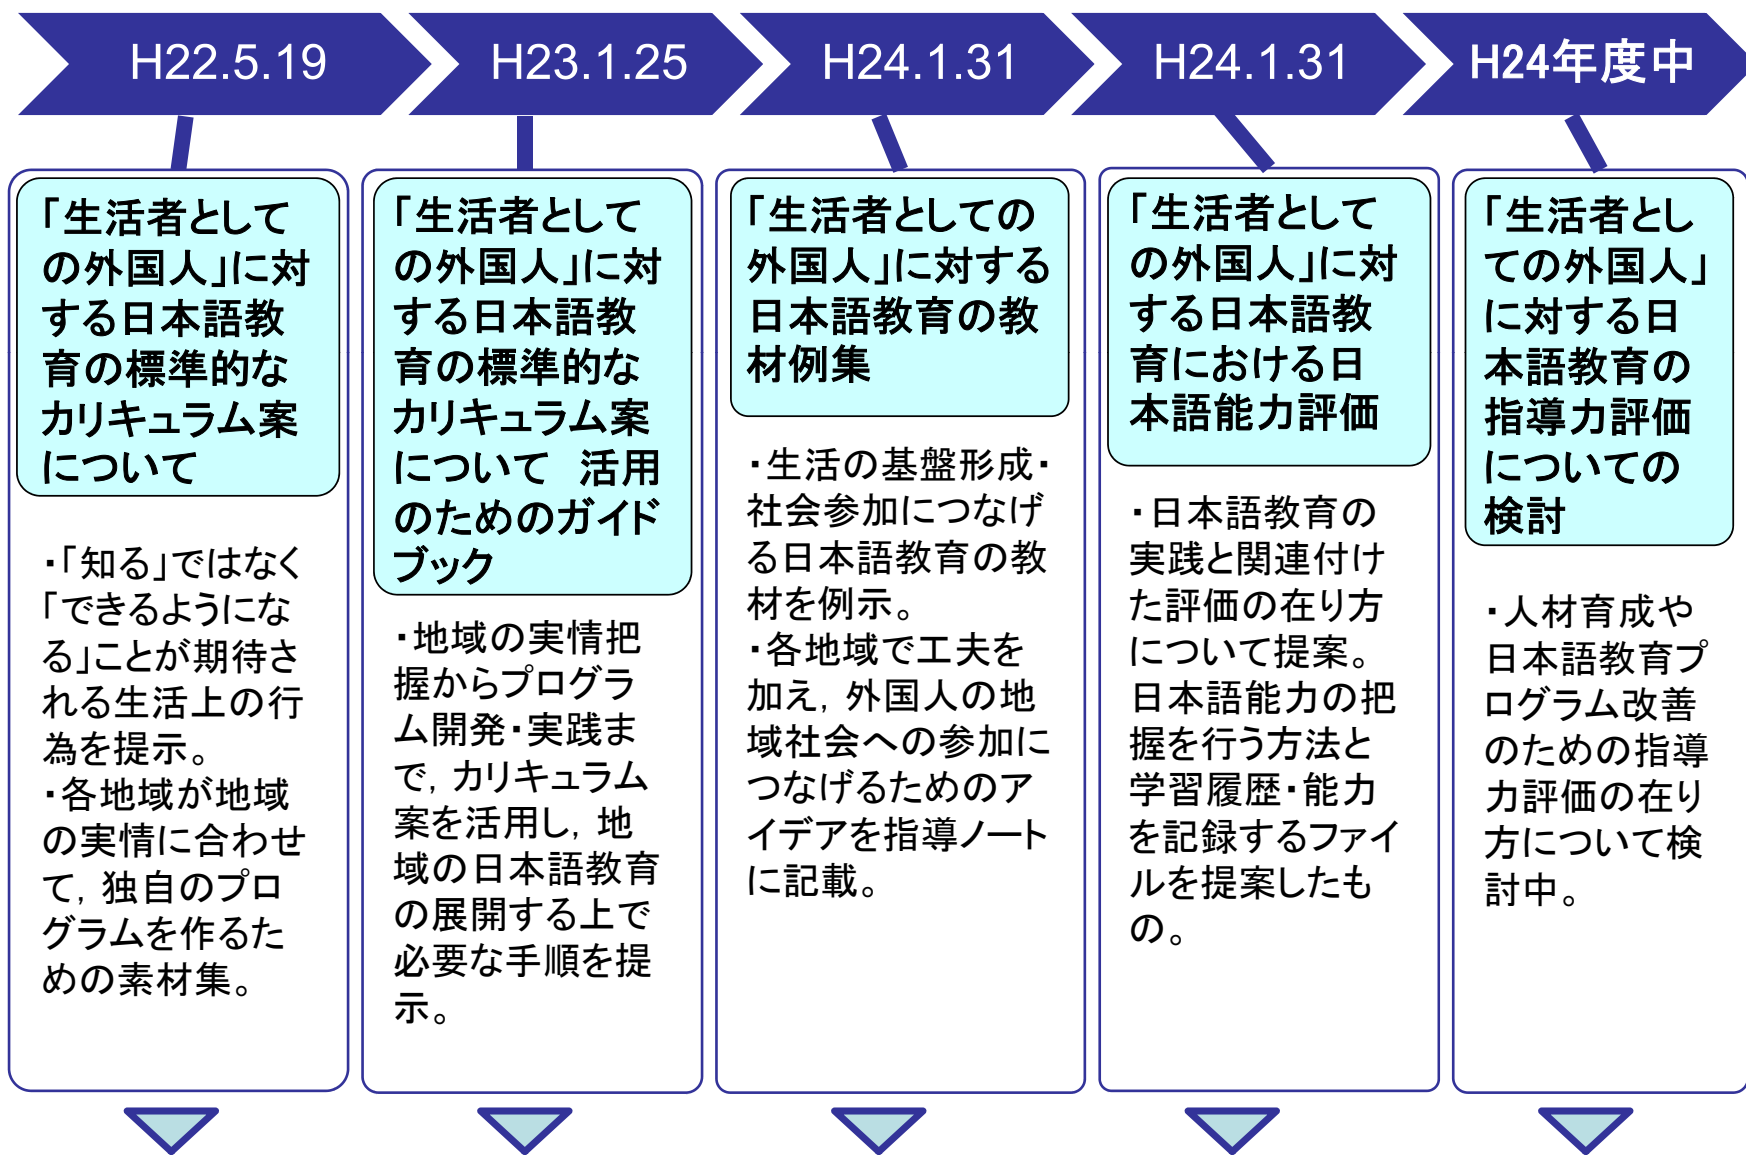 H22.5.19
H23.1.25
H24.1.31
H24.1.31
H24年度中
「生活者として
の外国人」に対
する日本語教
育の標準的な
カリキュラム案
について
・「知る」ではなく
「できるようにな
る」ことが期待さ
れる生活上の行
為を提示。
・各地域が地域
の実情に合わせ
て，独自のプロ
グラムを作るた
めの素材集。
「生活者として
の外国人」に対
する日本語教
育の標準的な
カリキュラム案
について　活用
のためのガイド
ブック
・地域の実情把
握からプログラ
ム開発・実践ま
で，カリキュラム
案を活用し，地
域の日本語教育
の展開する上で
必要な手順を提
示。
「生活者としての
外国人」に対する
日本語教育の教
材例集
・生活の基盤形成・
社会参加につなげ
る日本語教育の教
材を例示。
・各地域で工夫を
加え，外国人の地
域社会への参加に
つなげるためのア
イデアを指導ノート
に記載。
「生活者として
の外国人」に対
する日本語教
育における日
本語能力評価
・日本語教育の
実践と関連付け
た評価の在り方
について提案。
日本語能力の把
握を行う方法と
学習履歴・能力
を記録するファイ
ルを提案したも
の。
「生活者とし
ての外国人」
に対する日
本語教育の
指導力評価
についての
検討
・人材育成や
日本語教育プ
ログラム改善
のための指導
力評価の在り
方について検
討中。